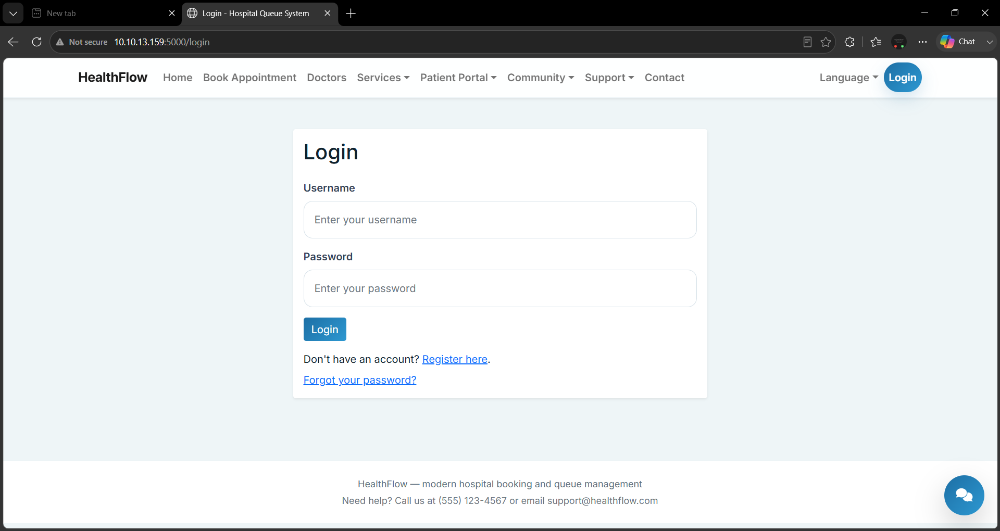 New tab
Login - Hospital Queue System
Not secure 10.10.13.159:5000/login
Chat
HealthFlow Home Book Appointment Doctors Services Patient Portal Community Support Contact Language Login
Login
Username
Enter your username
Password
Enter your password
Login
Don't have an account? Register here.
Forgot your password?
HealthFlow — modern hospital booking and queue management
Need help? Call us at (555) 123-4567 or email support@healthflow.com